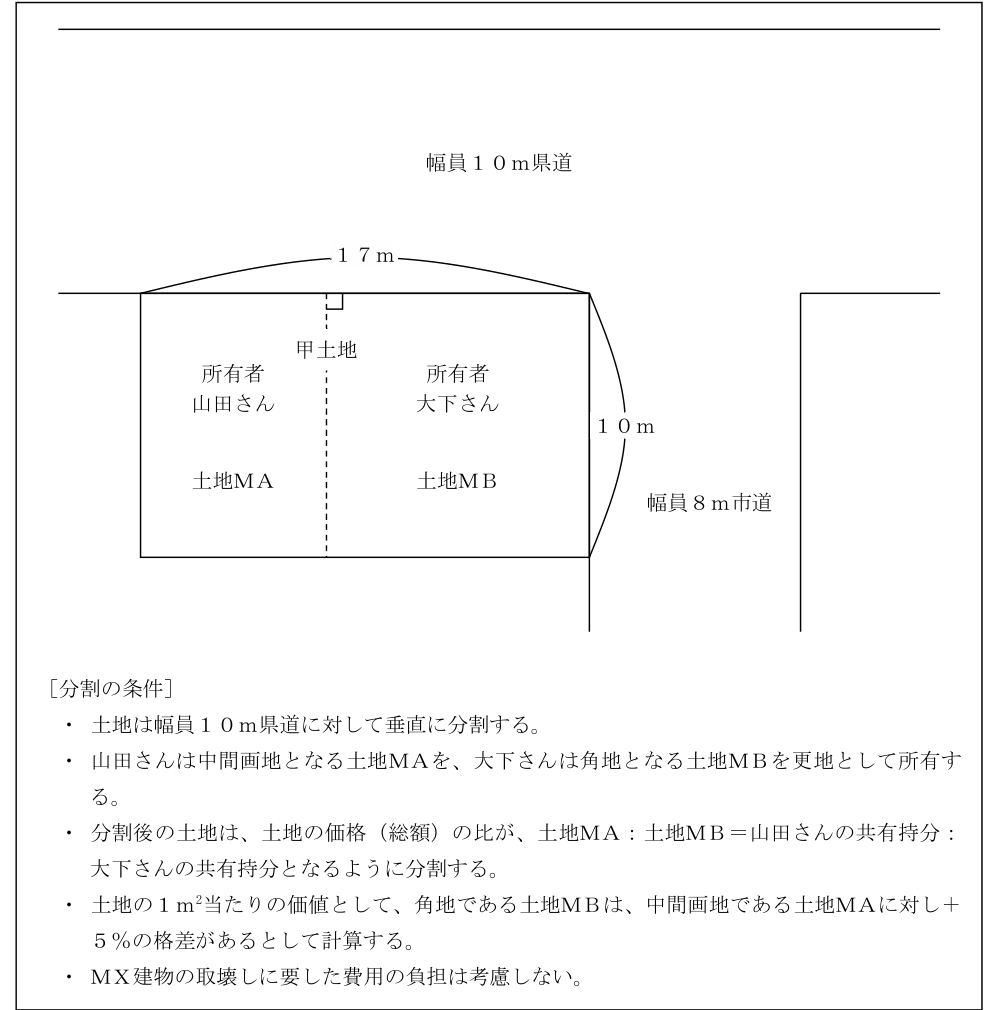 幅員１０ｍ県道
１７ｍ
甲土地
所有者
山田さん
所有者
大下さん
１０ｍ
土地ＭＡ
土地ＭＢ
幅員８ｍ市道
［分割の条件］
・ 土地は幅員１０ｍ県道に対して垂直に分割する。
・ 山田さんは中間画地となる土地ＭＡを、大下さんは角地となる土地ＭＢを更地として所有す
る。
・ 分割後の土地は、土地の価格（総額）の比が、土地ＭＡ：土地ＭＢ＝山田さんの共有持分：
大下さんの共有持分となるように分割する。
・ 土地の１ｍ²当たりの価値として、角地である土地ＭＢは、中間画地である土地ＭＡに対し＋
５％の格差があるとして計算する。
・ ＭＸ建物の取壊しに要した費用の負担は考慮しない。